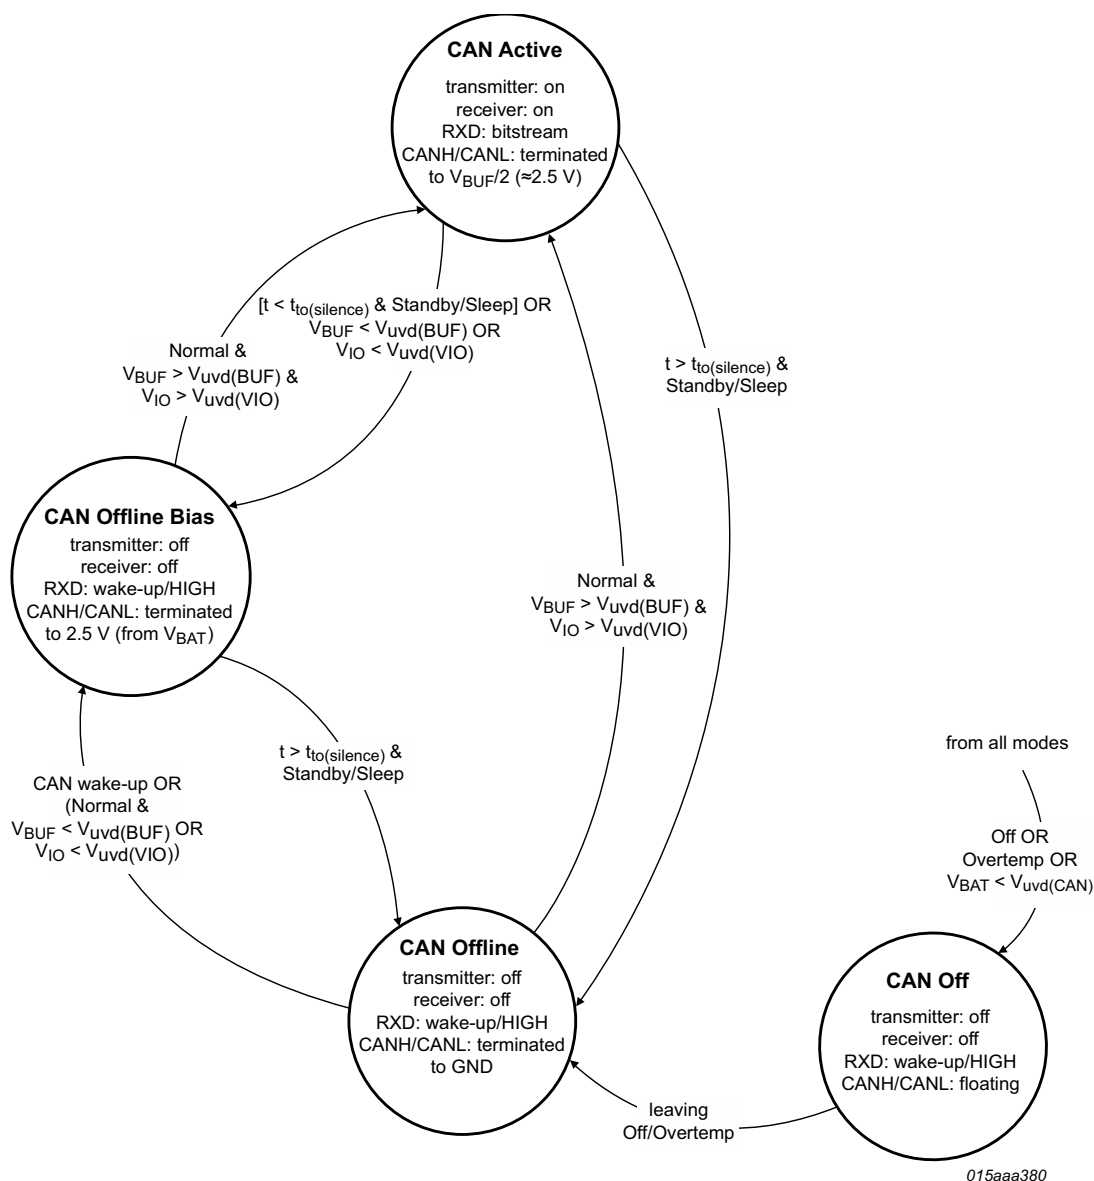 CAN Active
transmitter: on
receiver: on
RXD: bitstream
CANH/CANL: terminated
to VBUF/2 (≈2.5 V)
[t < tto(silence) & Standby/Sleep] OR
VBUF < Vuvd(BUF) OR
VIO < Vuvd(VIO)
Normal &
VBUF > Vuvd(BUF) &
VIO > Vuvd(VIO)
t > tto(silence) &
Standby/Sleep
CAN Offline Bias
transmitter: off
receiver: off
RXD: wake-up/HIGH
CANH/CANL: terminated
to 2.5 V (from VBAT)
Normal &
VBUF > Vuvd(BUF) &
VIO > Vuvd(VIO)
t > tto(silence) &
Standby/Sleep
CAN wake-up OR
(Normal &
VBUF < Vuvd(BUF) OR
VIO < Vuvd(VIO))
from all modes
Off OR
Overtemp OR
VBAT < Vuvd(CAN)
CAN Offline
transmitter: off
receiver: off
RXD: wake-up/HIGH
CANH/CANL: terminated
to GND
CAN Off
transmitter: off
receiver: off
RXD: wake-up/HIGH
CANH/CANL: floating
leaving
Off/Overtemp
015aaa380